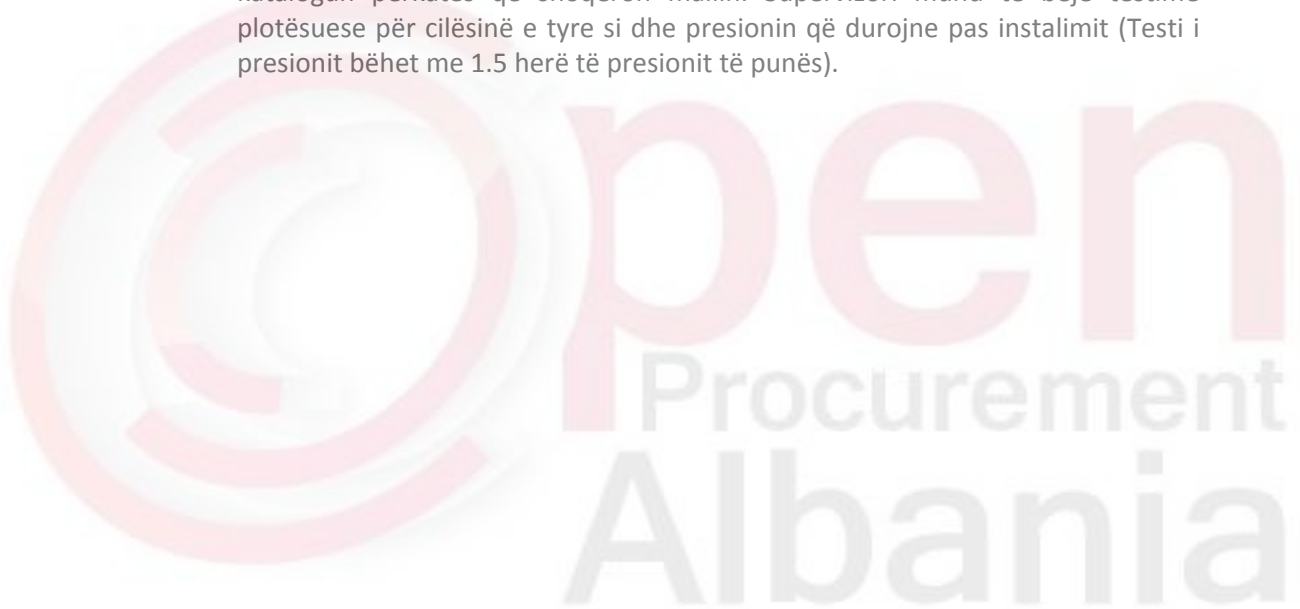 plotësuese për cilësinë e tyre si dhe presionin që durojne pas instalimit (Testi i
presionit bëhet me 1.5 herë të presionit të punës).
Open
Procurement
Albania